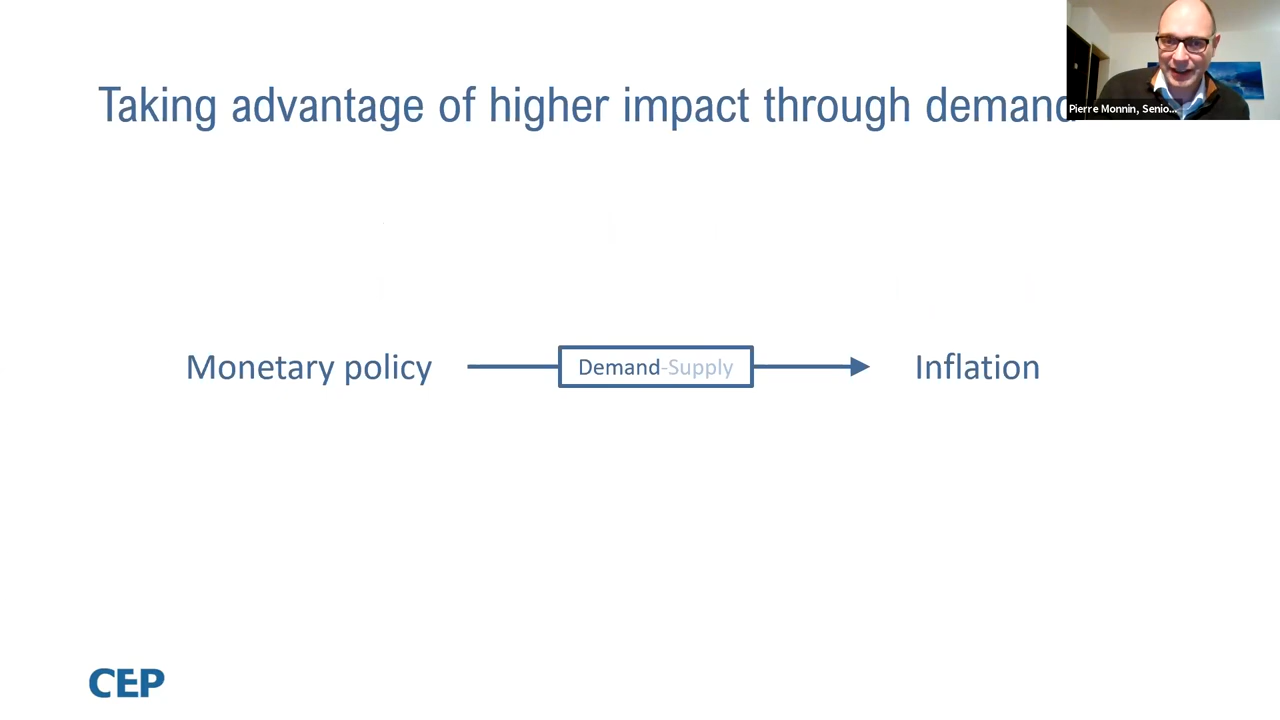 Taking advantage of higher impact through demand
Pierre Monnin, Senio...
Monetary policy
Demand-Supply
Inflation
CEP